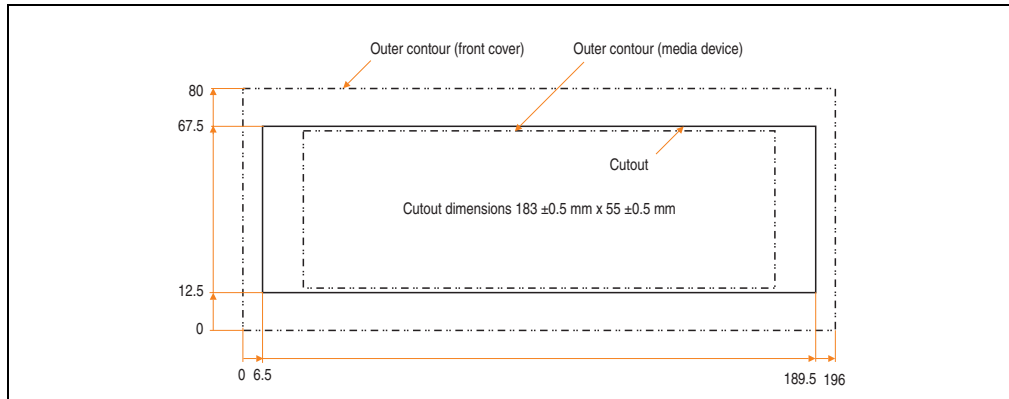 Outer contour (front cover)
Outer contour (media device)
80
67.5
Cutout
Cutout dimensions 183 ±0.5 mm x 55 ±0.5 mm
12.5
0
0 6.5
189.5 196